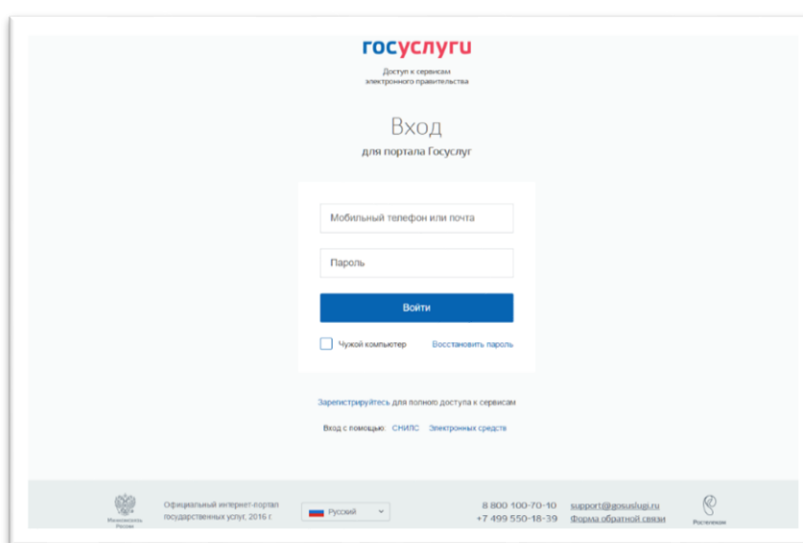 госуслуги
Доступ к сервисам
электронного правительства
Вход
для портала Госуслуг
Мобильный телефон или почта
Пароль
Войти
Чужой компьютер Восстановить пароль
Зарегистрируйтесь для полного доступа к сервисам
Вход с помощью: СНИЛС Электронных средств
Официальный интернет-портал
государственных услуг, 2016 г.
Русский
8 800 100-70-10 support@gosuslugi.ru
+7 499 550-18-39 Форма обратной связи
Минкомсвязь
России
Ростелеком